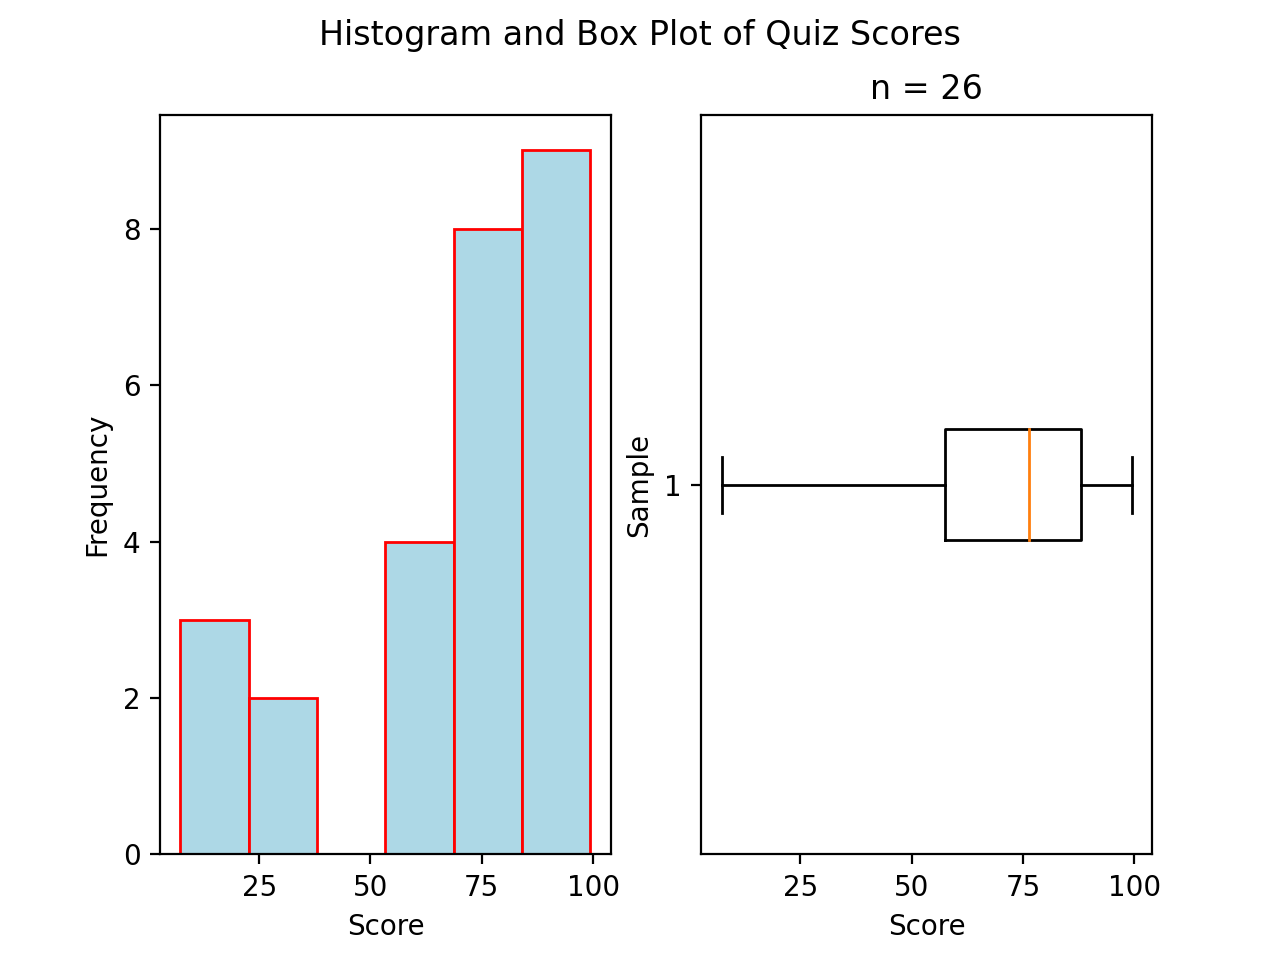 Histogram and Box Plot of Quiz Scores
8
6
4
2
0
Frequency
25 50 75 100
Score
n = 26
Sample
1
25 50 75 100
Score